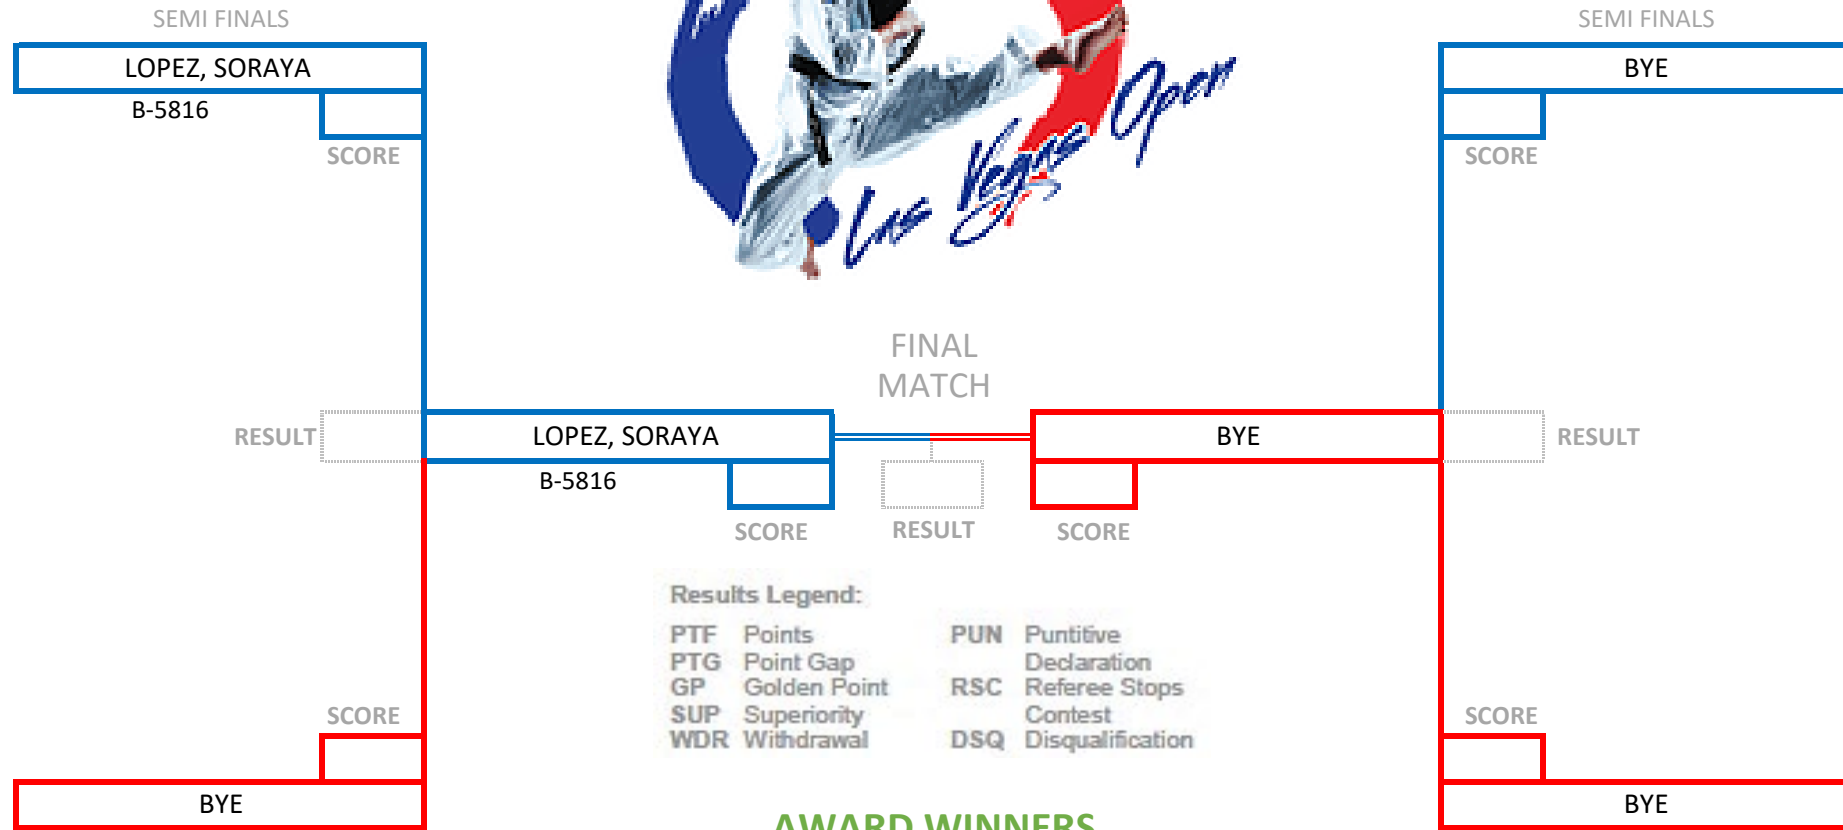 SEMI FINALS
SEMI FINALS
LOPEZ, SORAYA
BYE
B-5816
SCORE
SCORE
Las Vegas Open
FINAL
MATCH
RESULT
LOPEZ, SORAYA
BYE
RESULT
B-5816
SCORE
RESULT
SCORE
Results Legend:
PTF Points
PTG Point Gap
GP Golden Point
SUP Superiority
WDR Withdrawal
PUN Puntitive
Declaration
RSC Referee Stops
Contest
DSQ Disqualification
SCORE
SCORE
BYE
BYE
AWARD WINNERS